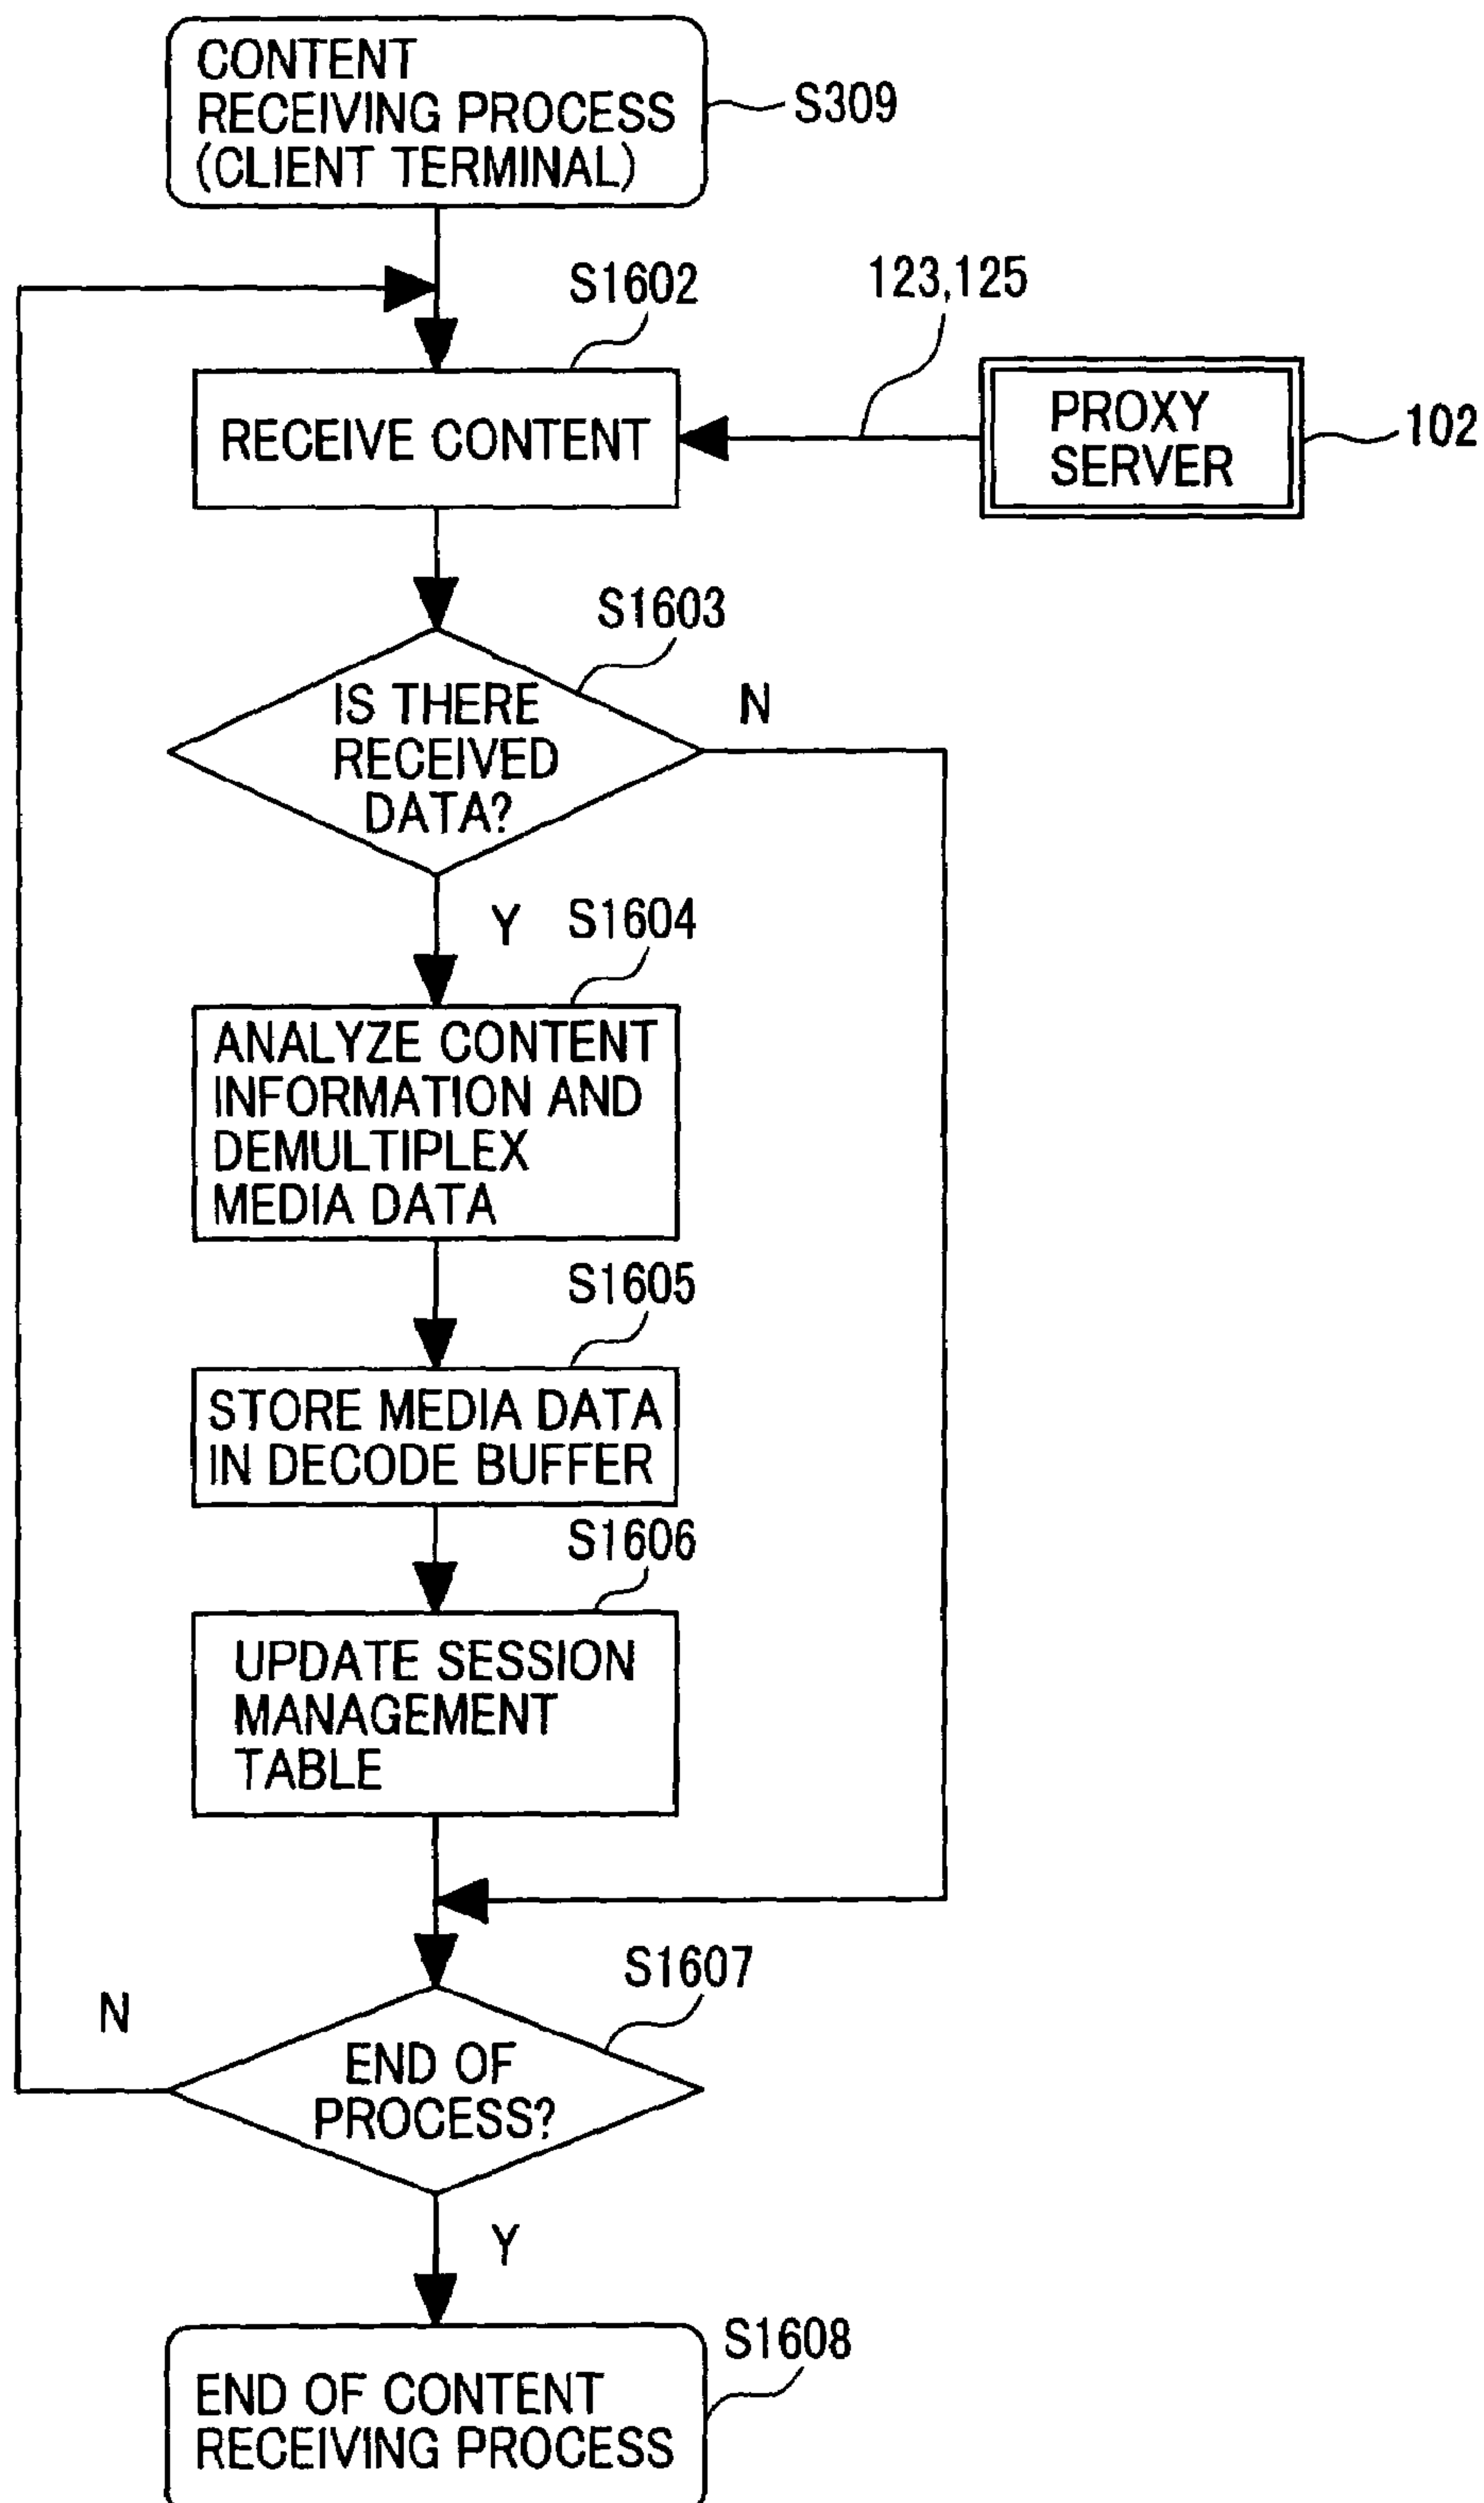 CONTENT
RECEIVING PROCESS
(CLIENT TERMINAL)
S309
S1602
123,125
RECEIVE CONTENT
PROXY
SERVER
102
S1603
IS THERE
RECEIVED
DATA?
N
Y
S1604
ANALYZE CONTENT
INFORMATION AND
DEMULTIPLEX
MEDIA DATA
S1605
STORE MEDIA DATA
IN DECODE BUFFER
S1606
UPDATE SESSION
MANAGEMENT
TABLE
S1607
N
END OF
PROCESS?
Y
S1608
END OF CONTENT
RECEIVING PROCESS